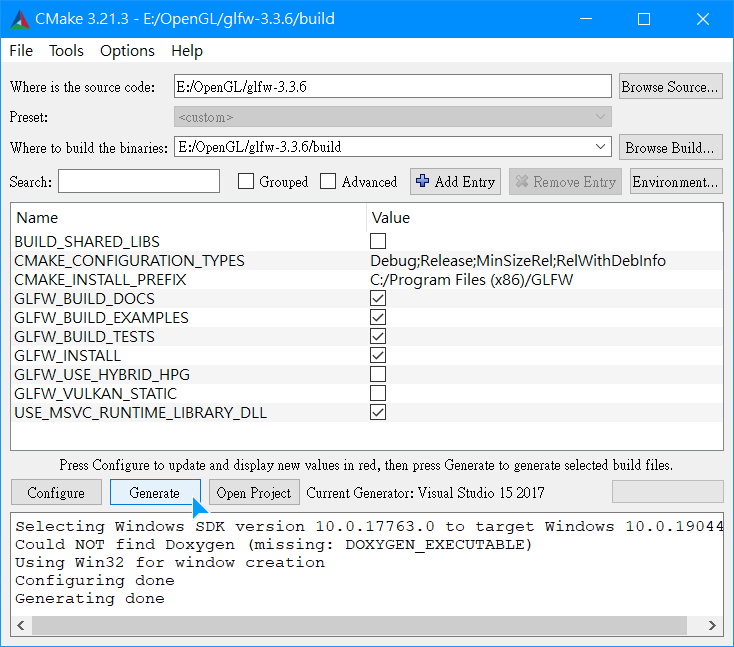 CMake 3.21.3 - E:/OpenGL/glfw-3.3.6/build
File Tools Options Help
Where is the source code: E:/OpenGL/glfw-3.3.6 Browse Source...
Preset: <custom>
Where to build the binaries: E:/OpenGL/glfw-3.3.6/build Browse Build...
Search: Grouped Advanced Add Entry Remove Entry Environment...
Name Value
BUILD_SHARED_LIBS
CMAKE_CONFIGURATION_TYPES Debug;Release;MinSizeRel;RelWithDebInfo
CMAKE_INSTALL_PREFIX C:/Program Files (x86)/GLFW
GLFW_BUILD_DOCS
GLFW_BUILD_EXAMPLES
GLFW_BUILD_TESTS
GLFW_INSTALL
GLFW_USE_HYBRID_HPG
GLFW_VULKAN_STATIC
USE_MSVC_RUNTIME_LIBRARY_DLL
Press Configure to update and display new values in red, then press Generate to generate selected build files.
Configure Generate Open Project Current Generator: Visual Studio 15 2017
Selecting Windows SDK version 10.0.17763.0 to target Windows 10.0.19044
Could NOT find Doxygen (missing: DOXYGEN_EXECUTABLE)
Using Win32 for window creation
Configuring done
Generating done